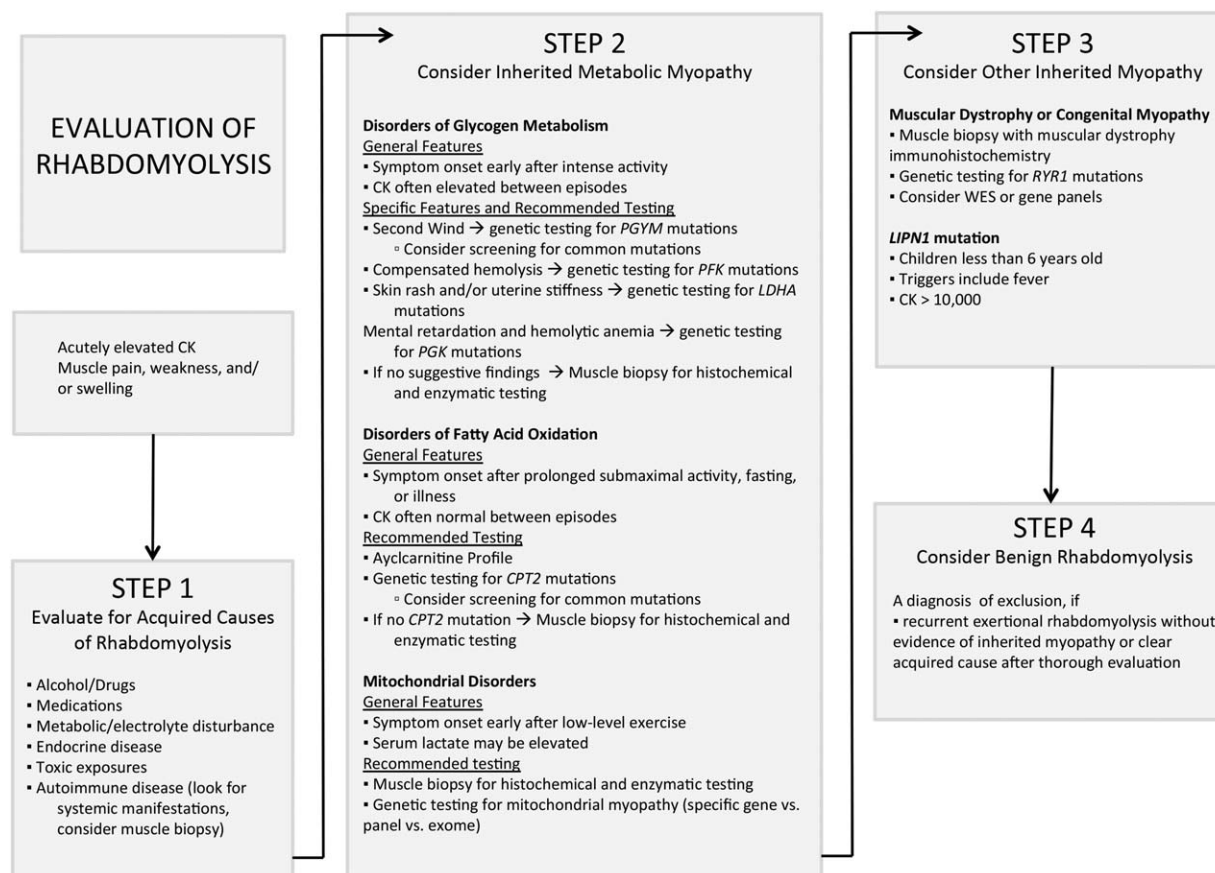 EVALUATION OF
RHABDOMYOLYSIS
Acutely elevated CK
Muscle pain, weakness, and/
or swelling
STEP 1
Evaluate for Acquired Causes
of Rhabdomyolysis
▪ Alcohol/Drugs
▪ Medications
▪ Metabolic/electrolyte disturbance
▪ Endocrine disease
▪ Toxic exposures
▪ Autoimmune disease (look for
systemic manifestations,
consider muscle biopsy)
STEP 2
Consider Inherited Metabolic Myopathy
Disorders of Glycogen Metabolism
General Features
▪ Symptom onset early after intense activity
▪ CK often elevated between episodes
Specific Features and Recommended Testing
▪ Second Wind → genetic testing for PGYM mutations
▫ Consider screening for common mutations
▪ Compensated hemolysis → genetic testing for PFK mutations
▪ Skin rash and/or uterine stiffness → genetic testing for LDHA
mutations
Mental retardation and hemolytic anemia → genetic testing
for PGK mutations
▪ If no suggestive findings → Muscle biopsy for histochemical
and enzymatic testing
Disorders of Fatty Acid Oxidation
General Features
▪ Symptom onset after prolonged submaximal activity, fasting,
or illness
▪ CK often normal between episodes
Recommended Testing
▪ Ayclcarnitine Profile
▪ Genetic testing for CPT2 mutations
▫ Consider screening for common mutations
▪ If no CPT2 mutation → Muscle biopsy for histochemical and
enzymatic testing
Mitochondrial Disorders
General Features
▪ Symptom onset early after low-level exercise
▪ Serum lactate may be elevated
Recommended testing
▪ Muscle biopsy for histochemical and enzymatic testing
▪ Genetic testing for mitochondrial myopathy (specific gene vs.
panel vs. exome)
STEP 3
Consider Other Inherited Myopathy
Muscular Dystrophy or Congenital Myopathy
▪ Muscle biopsy with muscular dystrophy
immunohistochemistry
▪ Genetic testing for RYR1 mutations
▪ Consider WES or gene panels
LIPN1 mutation
▪ Children less than 6 years old
▪ Triggers include fever
▪ CK > 10,000
STEP 4
Consider Benign Rhabdomyolysis
A diagnosis of exclusion, if
▪ recurrent exertional rhabdomyolysis without
evidence of inherited myopathy or clear
acquired cause after thorough evaluation